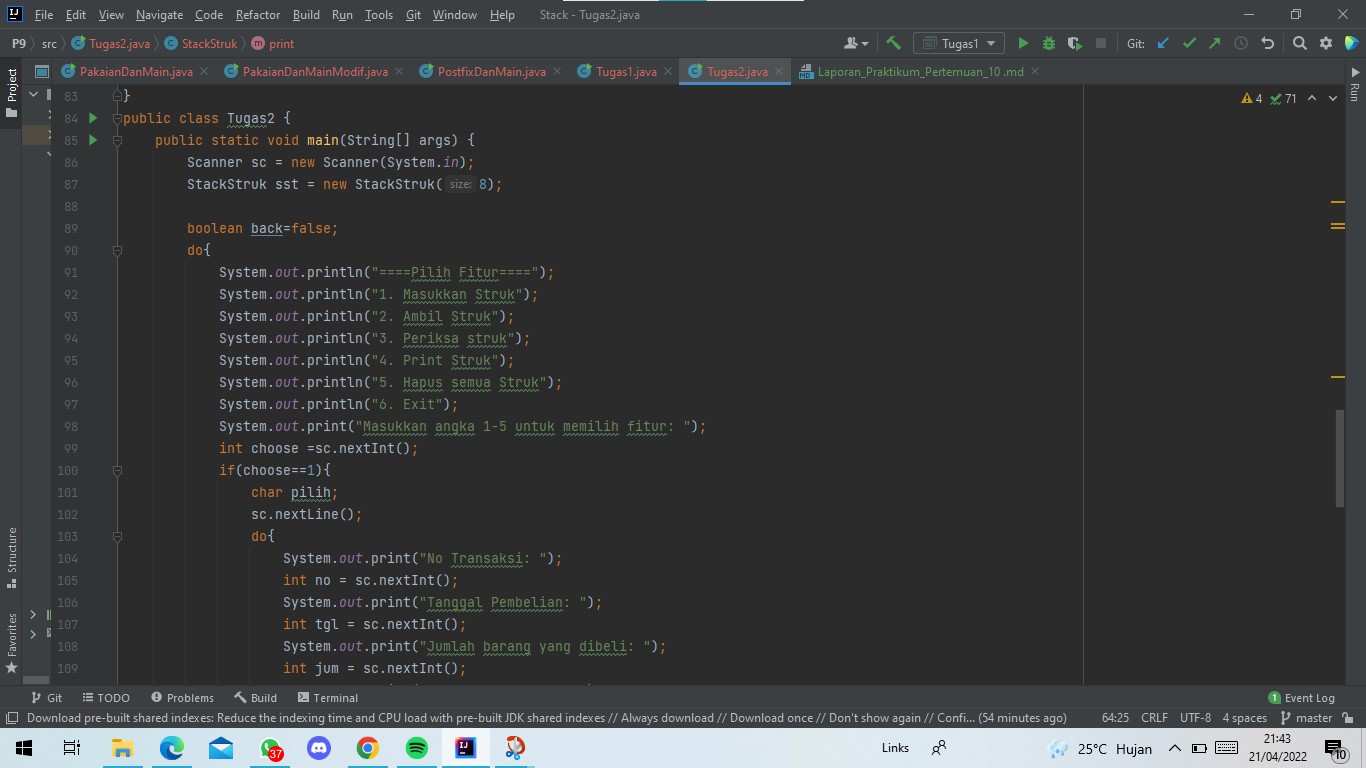 File Edit View Navigate Code Refactor Build Run Tools Git Window Help Stack - Tugas2.java
P9 src Tugas2.java StackStruk print Tugas1 Git:
PakaianDanMain.java PakaianDanMainModif.java PostfixDanMain.java Tugas1.java Tugas2.java Laporan_Praktikum_Pertemuan_10 .md
Project
Structure
Favorites
Run
4 71
83 }
84 public class Tugas2 {
85 public static void main(String[] args) {
86 Scanner sc = new Scanner(System.in);
87 StackStruk sst = new StackStruk( size: 8);
88
89 boolean back=false;
90 do{
91 System.out.println("====Pilih Fitur====");
92 System.out.println("1. Masukkan Struk");
93 System.out.println("2. Ambil Struk");
94 System.out.println("3. Periksa struk");
95 System.out.println("4. Print Struk");
96 System.out.println("5. Hapus semua Struk");
97 System.out.println("6. Exit");
98 System.out.print("Masukkan angka 1-5 untuk memilih fitur: ");
99 int choose =sc.nextInt();
100 if(choose==1){
101 char pilih;
102 sc.nextLine();
103 do{
104 System.out.print("No Transaksi: ");
105 int no = sc.nextInt();
106 System.out.print("Tanggal Pembelian: ");
107 int tgl = sc.nextInt();
108 System.out.print("Jumlah barang yang dibeli: ");
109 int jum = sc.nextInt();
Git TODO Problems Build Terminal 1 Event Log
Download pre-built shared indexes: Reduce the indexing time and CPU load with pre-built JDK shared indexes // Always download // Download once // Don't show again // Confi... (54 minutes ago) 64:25 CRLF UTF-8 4 spaces master
37 Links 25°C Hujan 21:43
21/04/2022 10